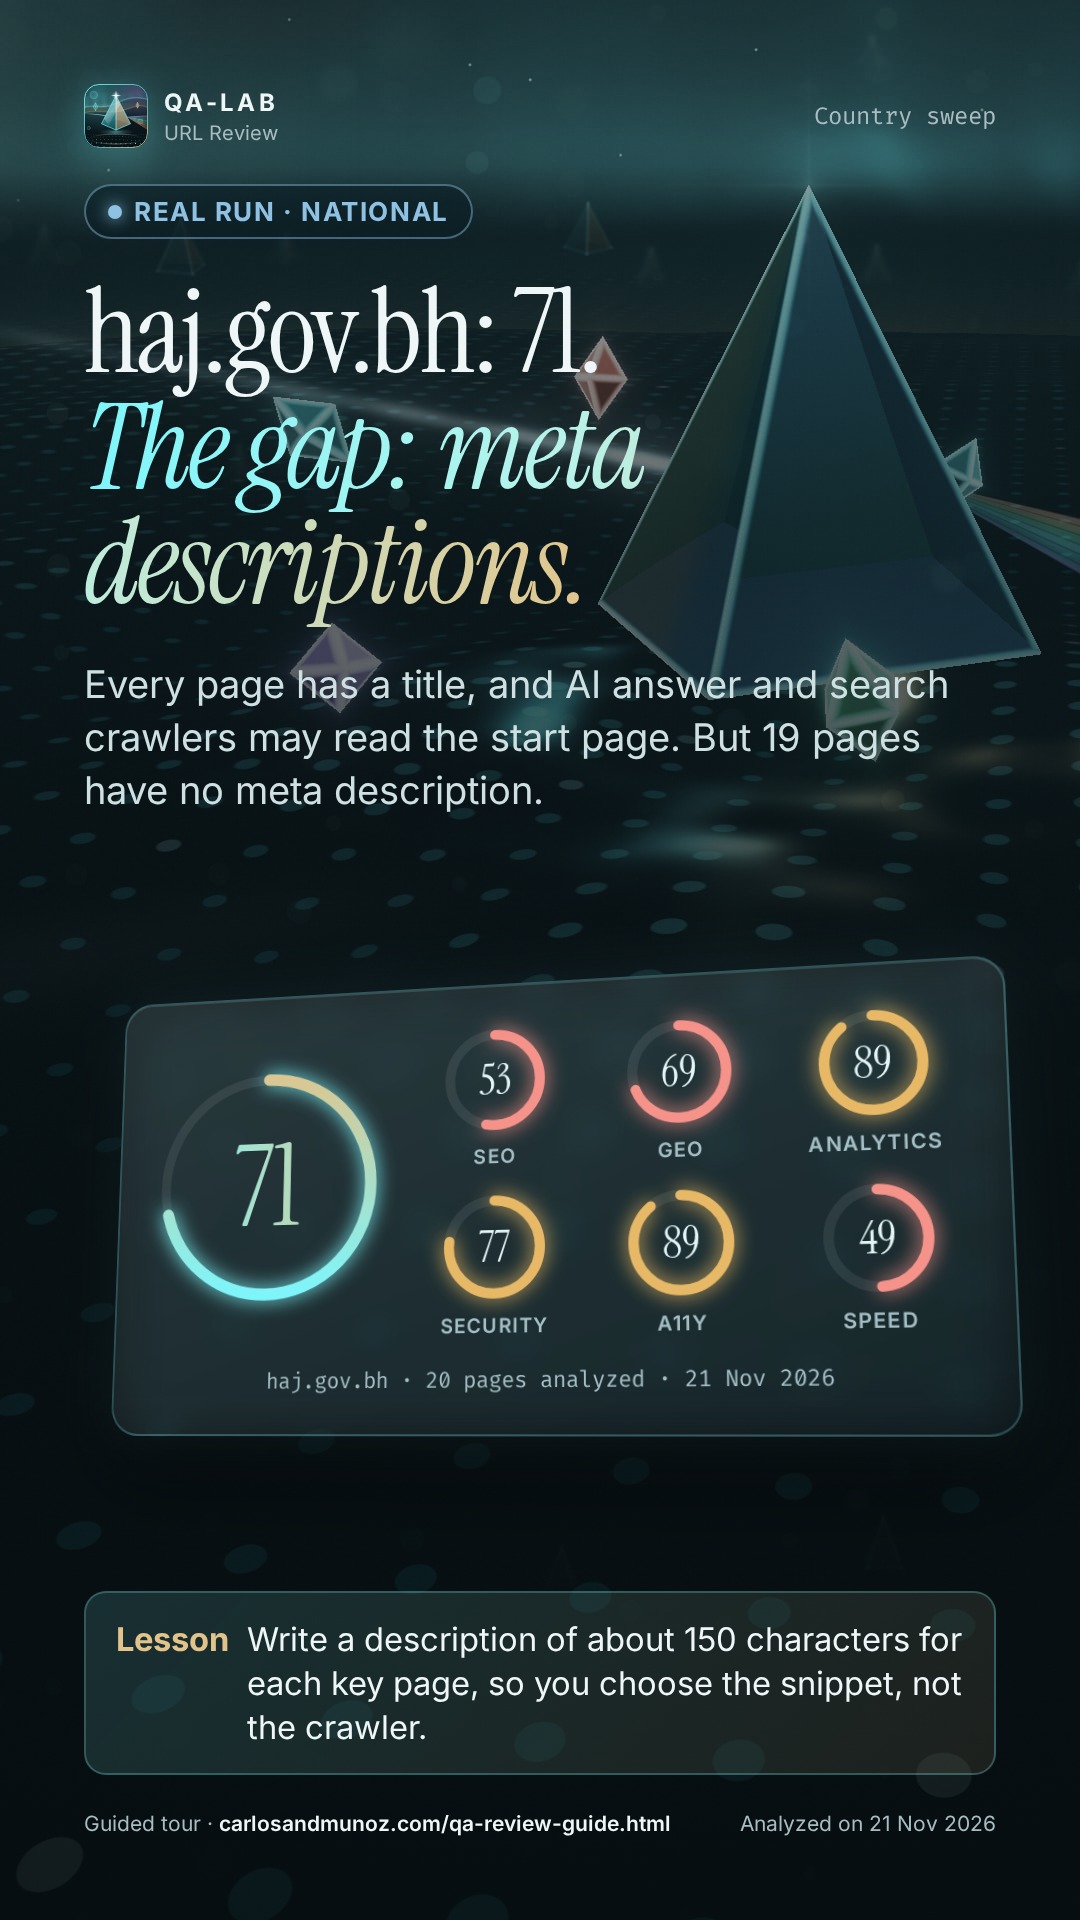 QA-LAB
URL Review
Country sweep
REAL RUN · NATIONAL
haj.gov.bh: 71.
The gap: meta
descriptions.
Every page has a title, and AI answer and search
crawlers may read the start page. But 19 pages
have no meta description.
71
53
SEO
69
GEO
89
ANALYTICS
77
SECURITY
89
A11Y
49
SPEED
haj.gov.bh · 20 pages analyzed · 21 Nov 2026
Lesson Write a description of about 150 characters for
each key page, so you choose the snippet, not
the crawler.
Guided tour · carlosandmunoz.com/qa-review-guide.html
Analyzed on 21 Nov 2026